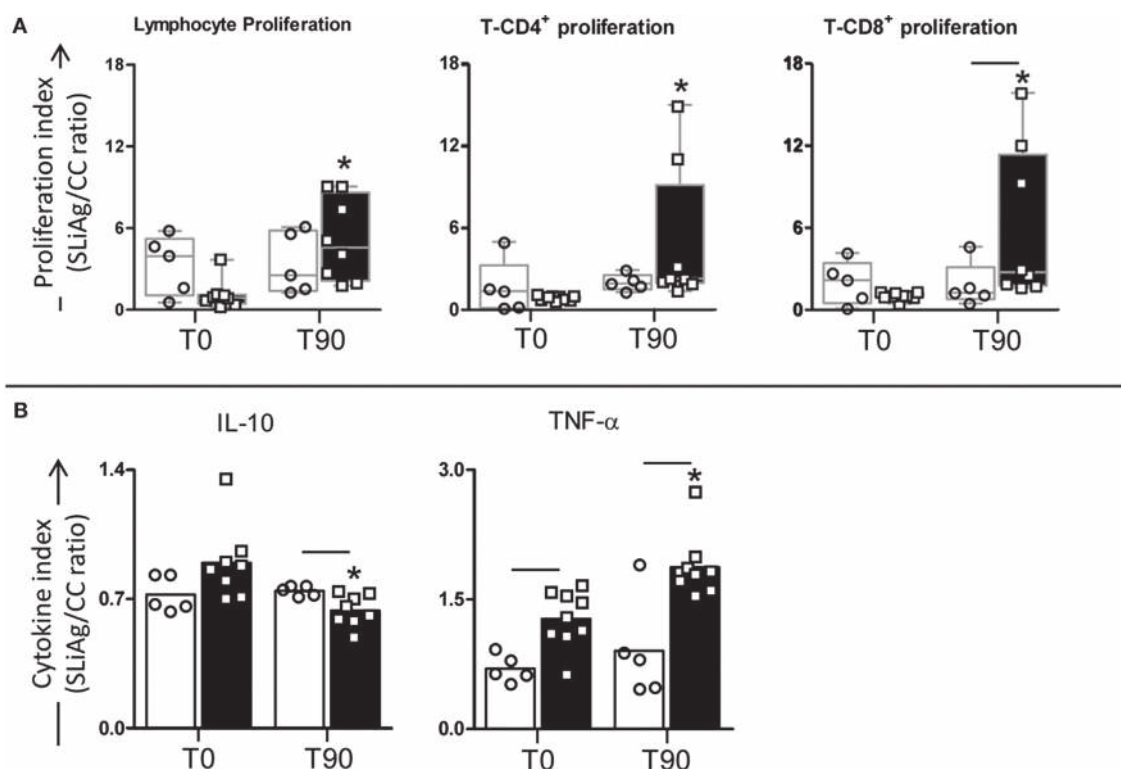 A
Lymphocyte Proliferation
T-CD4+ proliferation
T-CD8+ proliferation
Proliferation index
(SLiAg/CC ratio)
18
12
6
0
*
T0
T90
18
12
6
0
*
T0
T90
18
12
6
0
*
T0
T90
B
IL-10
TNF-α
Cytokine index
(SLiAg/CC ratio)
1.4
0.7
0.0
*
T0
T90
3.0
1.5
0.0
*
T0
T90